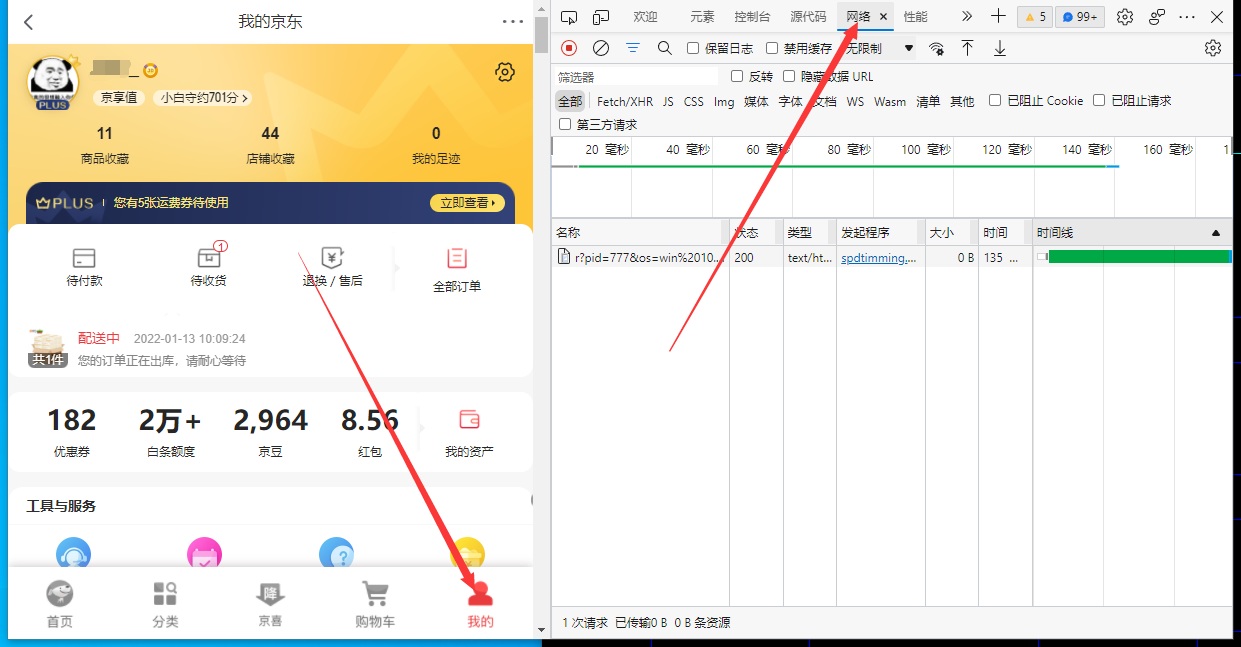 我的京东
京享值 小白守约701分
PLUS
11 44 0
商品收藏 店铺收藏 我的足迹
PLUS 您有5张运费券待使用 立即查看
1
待付款 待收货 退换 / 售后 全部订单
配送中 2022-01-13 10:09:24
共1件 您的订单正在出库，请耐心等待
182 2万+ 2,964 8.56
优惠券 白条额度 京豆 红包 我的资产
工具与服务
首页 分类 京喜 购物车 我的
降
欢迎 元素 控制台 源代码 网络 性能 5 99+
保留日志 禁用缓存 无限制
筛选器 反转 隐藏数据 URL
全部 Fetch/XHR JS CSS Img 媒体 字体 文档 WS Wasm 清单 其他 已阻止 Cookie 已阻止请求
第三方请求
20 毫秒 40 毫秒 60 毫秒 80 毫秒 100 毫秒 120 毫秒 140 毫秒 160 毫秒 1
名称 状态 类型 发起程序 大小 时间 时间线
r?pid=777&os=win%2010... 200 text/ht... spdtimming.... 0 B 135 ...
1 次请求 已传输0 B 0 B 条资源